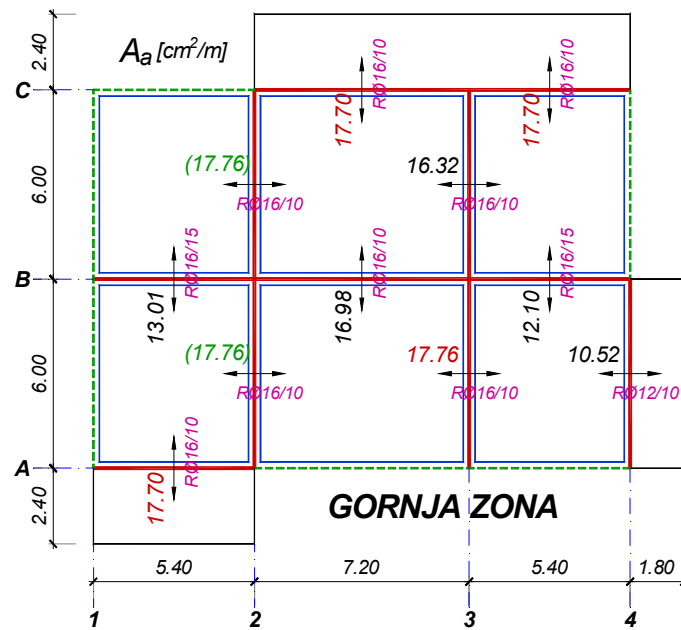 2.40
Aa [cm²/m]
RØ16/10
RØ16/10
C
17.70
17.70
(17.76)
16.32
6.00
RØ16/10
RØ16/10
RØ16/15
RØ16/10
RØ16/15
B
13.01
16.98
12.10
(17.76)
17.76
10.52
6.00
RØ16/10
RØ16/10
RØ12/10
RØ16/10
A
17.70
GORNJA ZONA
2.40
5.40
7.20
5.40
1.80
1
2
3
4